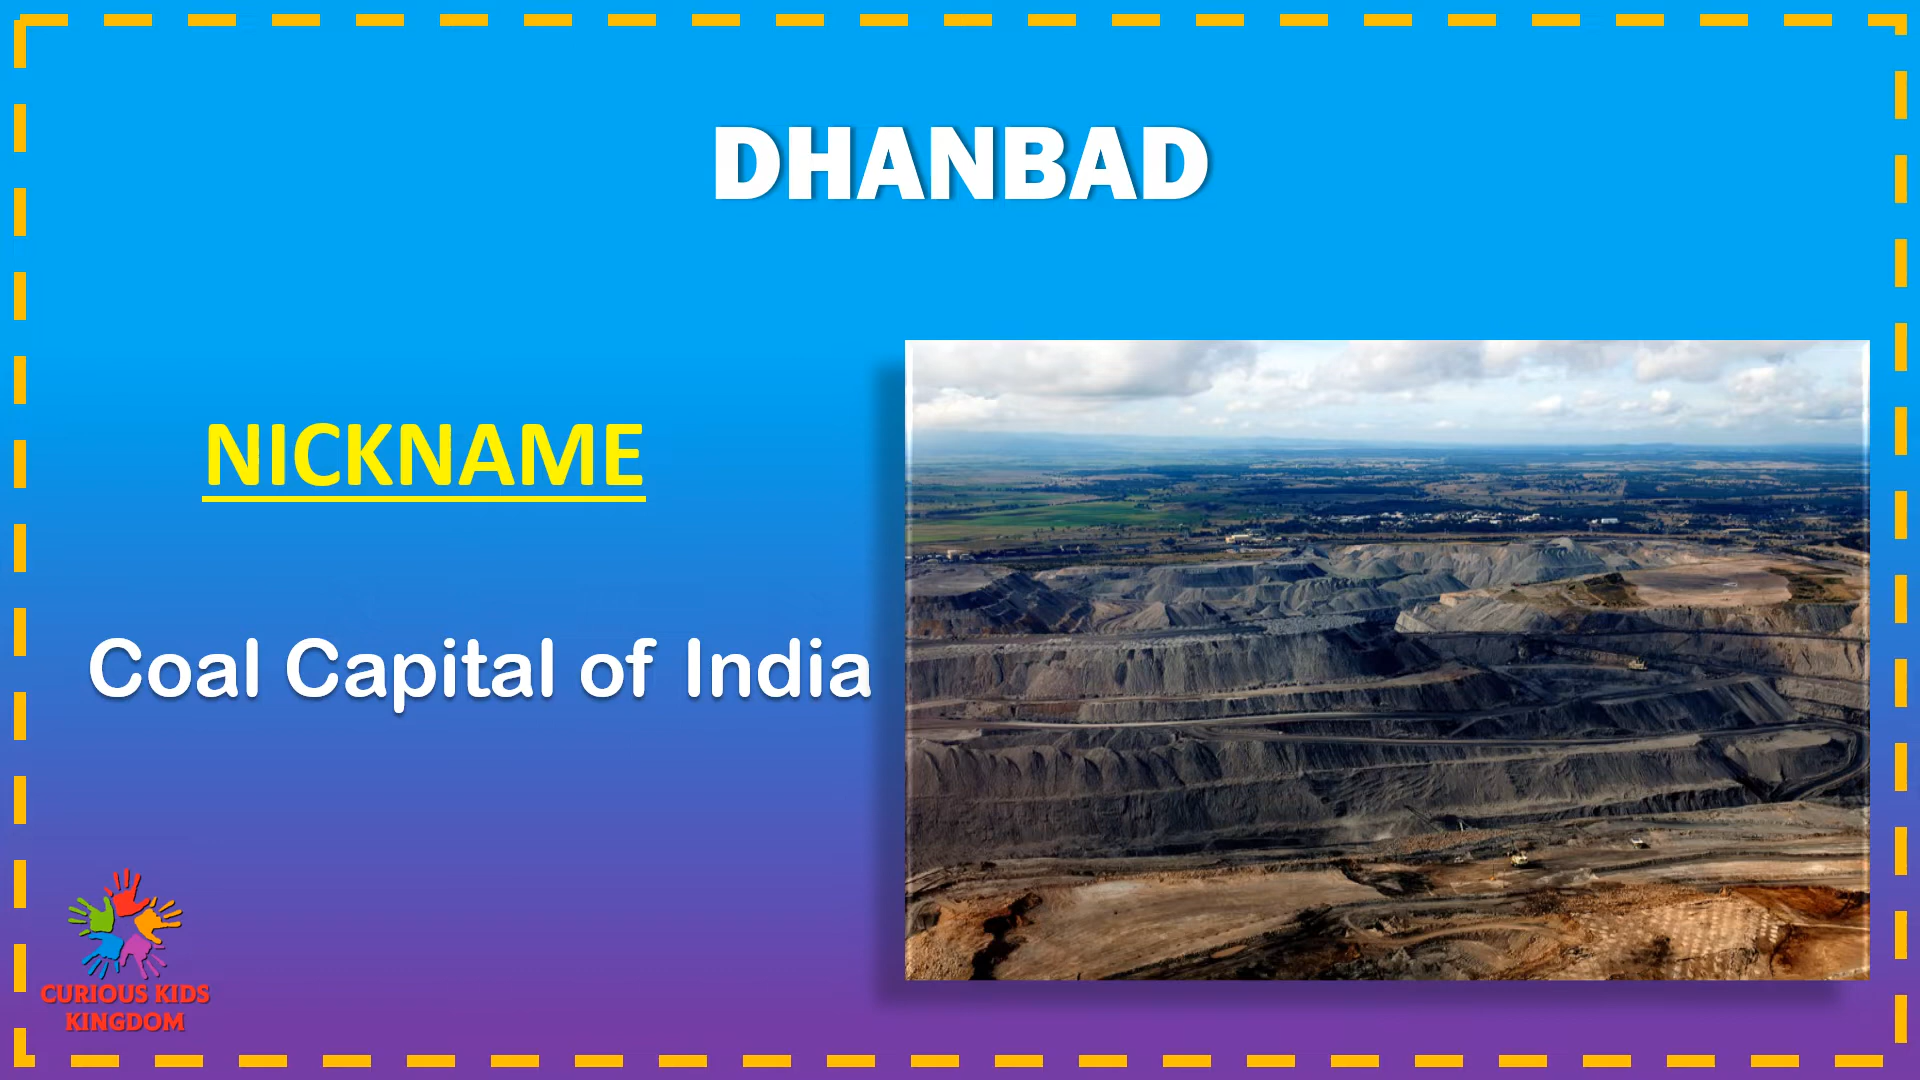 DHANBAD
NICKNAME
Coal Capital of India
CURIOUS KIDS
KINGDOM